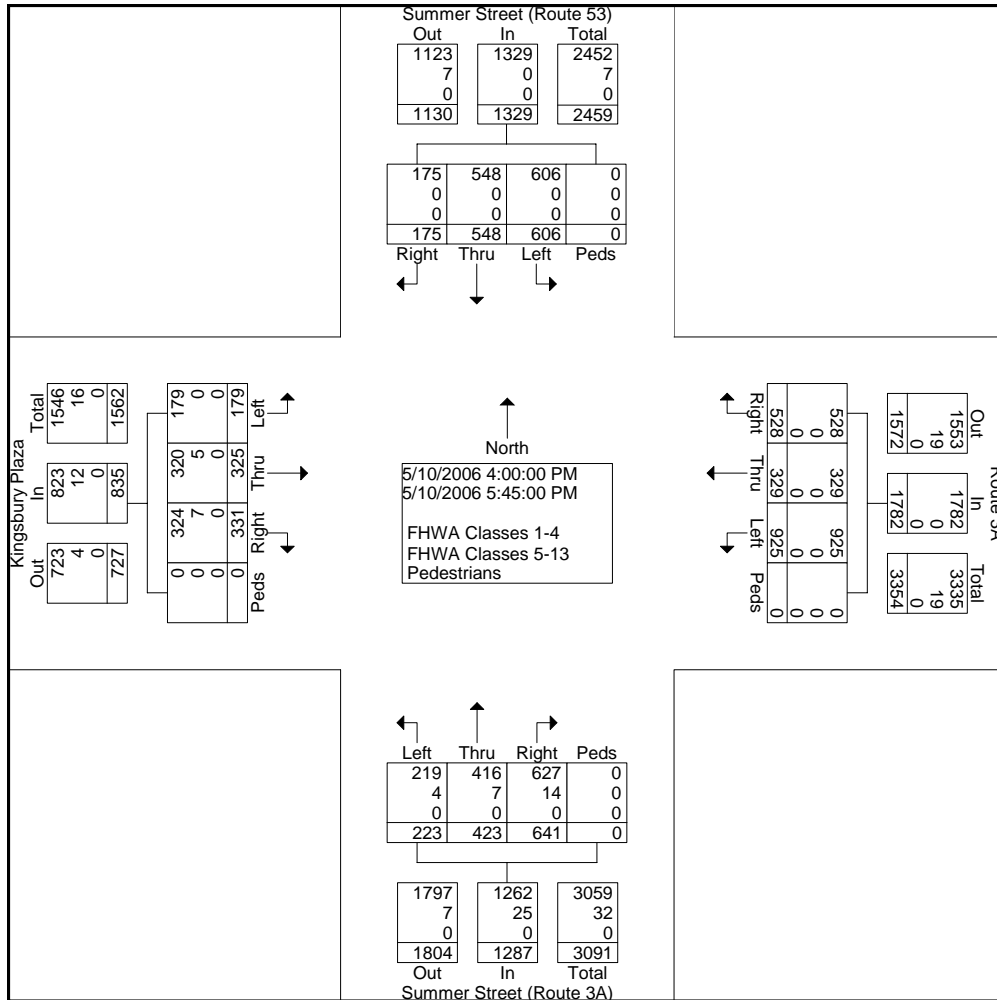 Summer Street (Route 53)
Out In Total
1123 1329 2452
7 0 7
0 0 0
1130 1329 2459
175 548 606 0
0 0 0 0
0 0 0 0
175 548 606 0
Right Thru Left Peds
Kingsbury Plaza
Total
1546
16
0
1562
In
823
12
0
835
Out
723
4
0
727
Left
179
0
0
179
Thru
320
5
0
325
Right
324
7
0
331
Peds
0
0
0
0
North
5/10/2006 4:00:00 PM
5/10/2006 5:45:00 PM
FHWA Classes 1-4
FHWA Classes 5-13
Pedestrians
Right
528
0
0
528
Thru
329
0
0
329
Left
925
0
0
925
Peds
0
0
0
0
Route 3A
Out
1553
19
0
1572
In
1782
0
0
1782
Total
3335
19
0
3354
Left Thru Right Peds
219 416 627 0
4 7 14 0
0 0 0 0
223 423 641 0
1797 1262 3059
7 25 32
0 0 0
1804 1287 3091
Out In Total
Summer Street (Route 3A)